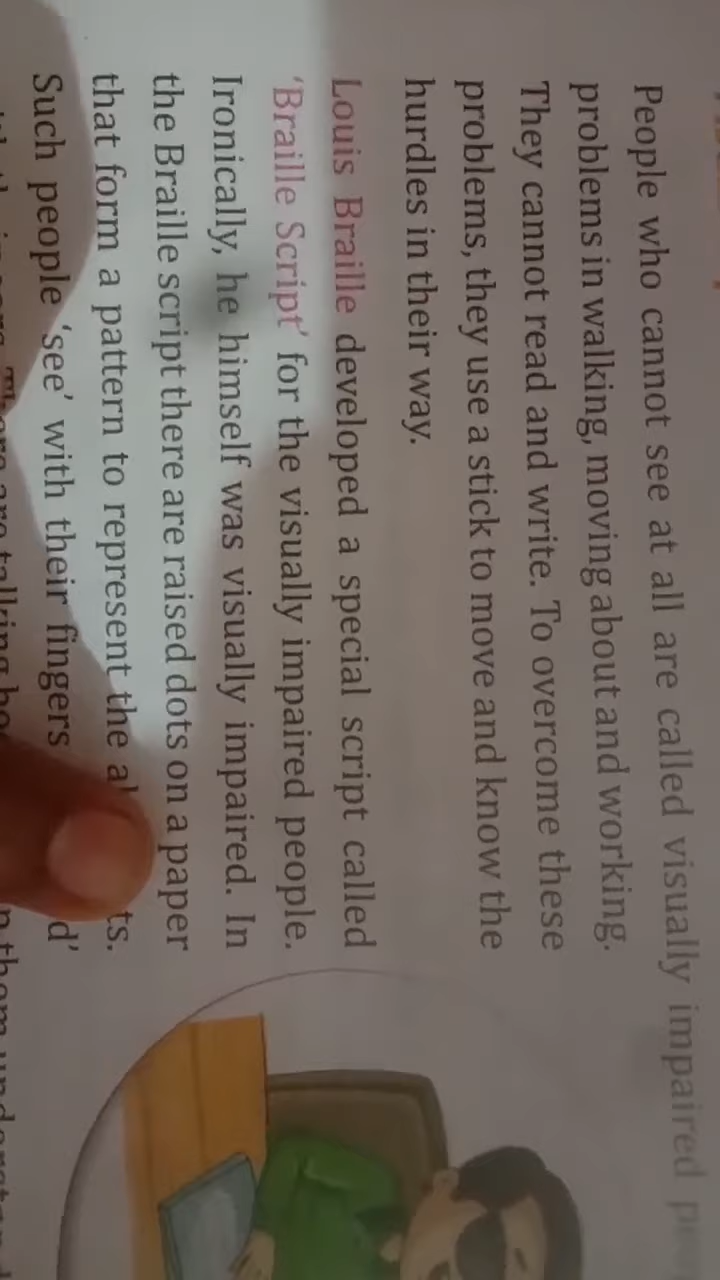 People who cannot see at all are called visually impaired
problems in walking, moving about and working.
They cannot read and write. To overcome these
problems, they use a stick to move and know the
hurdles in their way.
Louis Braille developed a special script called
'Braille Script' for the visually impaired people.
Ironically, he himself was visually impaired. In
the Braille script there are raised dots on a paper
that form a pattern to represent the
Such people 'see' with their fingers
are talking
them